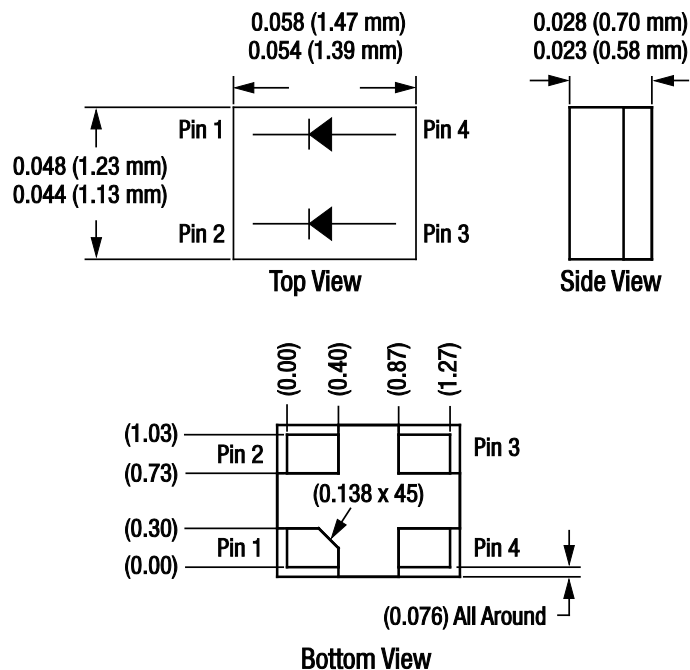 0.058 (1.47 mm)
0.054 (1.39 mm)
0.028 (0.70 mm)
0.023 (0.58 mm)
Pin 1
Pin 4
0.048 (1.23 mm)
0.044 (1.13 mm)
Pin 2
Pin 3
Top View
Side View
(0.00)
(0.40)
(0.87)
(1.27)
(1.03)
Pin 2
Pin 3
(0.73)
(0.138 x 45)
(0.30)
Pin 1
Pin 4
(0.00)
(0.076) All Around
Bottom View